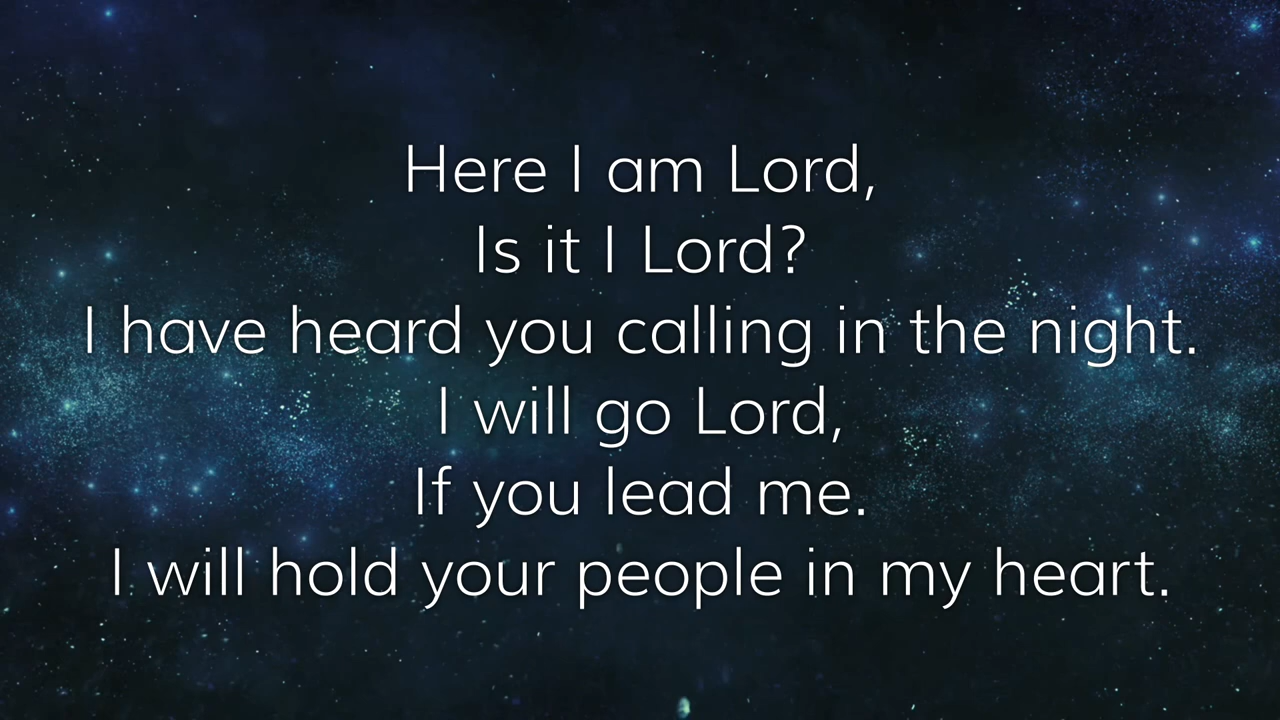 Here I am Lord,
Is it I Lord?
I have heard you calling in the night.
I will go Lord,
If you lead me.
I will hold your people in my heart.